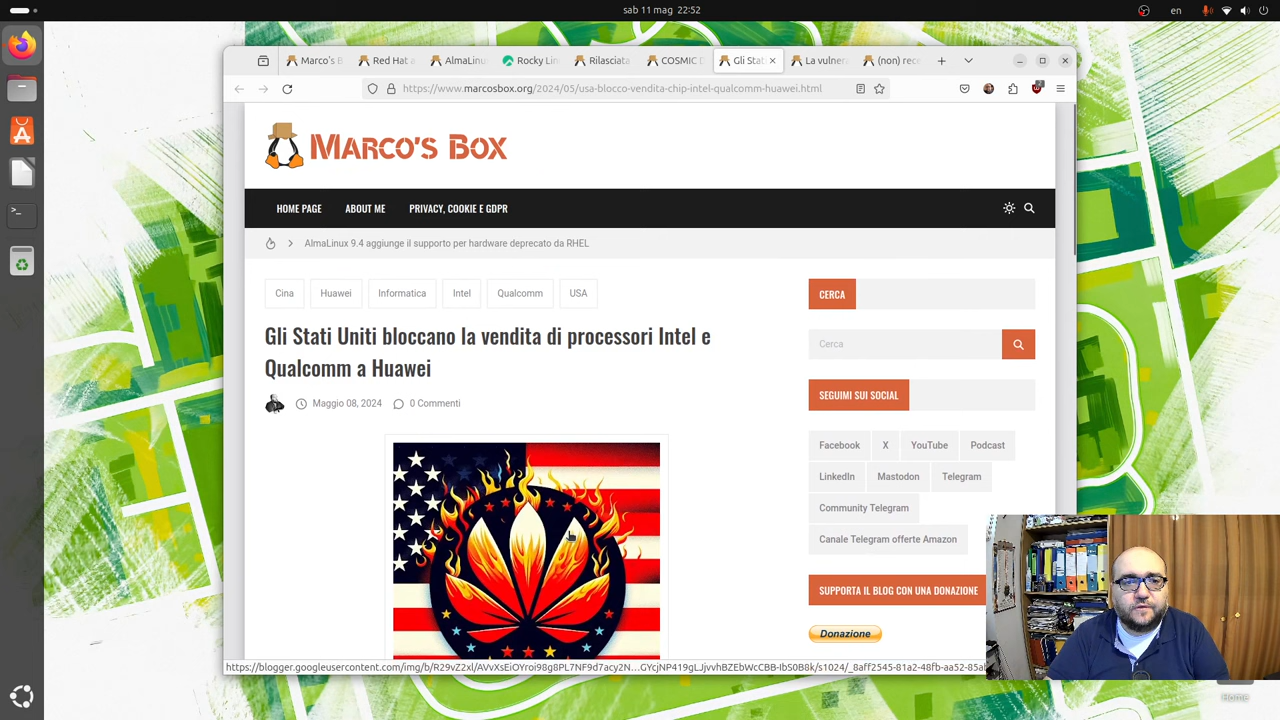 sab 11 mag 22:52
en
Marco's B
Red Hat a
AlmaLinu
Rocky Lin
Rilasciata
COSMIC D
Gli Stat
La vulner
(non) rece
https://www.marcosbox.org/2024/05/usa-blocco-vendita-chip-intel-qualcomm-huawei.html
2
MARCO'S BOX
HOME PAGE
ABOUT ME
PRIVACY, COOKIE E GDPR
AlmaLinux 9.4 aggiunge il supporto per hardware deprecato da RHEL
Cina
Huawei
Informatica
Intel
Qualcomm
USA
Gli Stati Uniti bloccano la vendita di processori Intel e
Qualcomm a Huawei
Maggio 08, 2024
0 Commenti
CERCA
Cerca
SEGUIMI SUI SOCIAL
Facebook
X
YouTube
Podcast
LinkedIn
Mastodon
Telegram
Community Telegram
Canale Telegram offerte Amazon
SUPPORTA IL BLOG CON UNA DONAZIONE
Donazione
Home